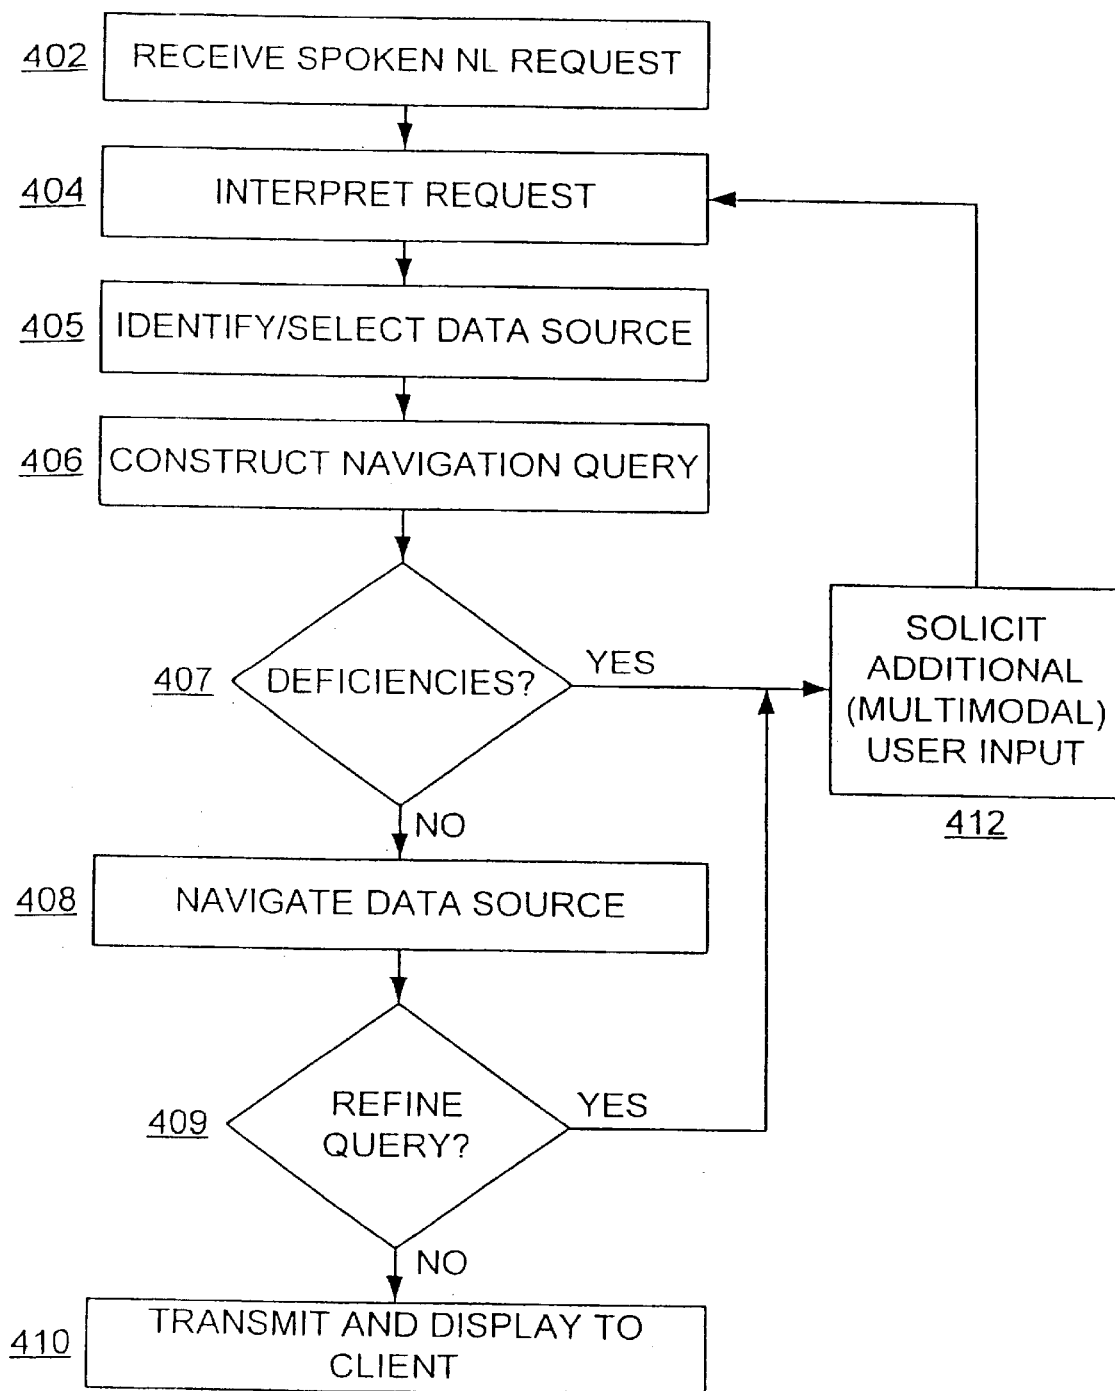 402 RECEIVE SPOKEN NL REQUEST
404 INTERPRET REQUEST
405 IDENTIFY/SELECT DATA SOURCE
406 CONSTRUCT NAVIGATION QUERY
407 DEFICIENCIES? YES
SOLICIT
ADDITIONAL
(MULTIMODAL)
USER INPUT
412
NO
408 NAVIGATE DATA SOURCE
409 REFINE
QUERY?
YES
NO
410 TRANSMIT AND DISPLAY TO
CLIENT